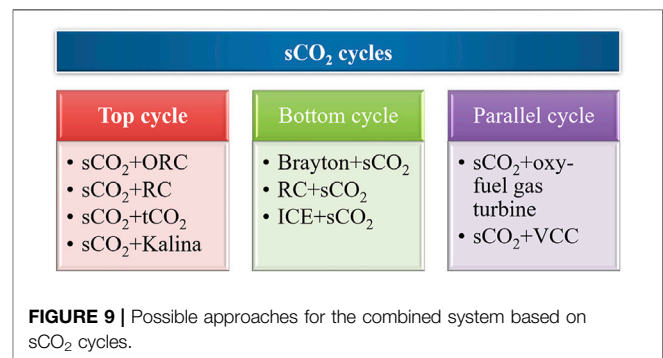 sCO₂ cycles
Top cycle
• sCO₂+ORC
• sCO₂+RC
• sCO₂+tCO₂
• sCO₂+Kalina
Bottom cycle
• Brayton+sCO₂
• RC+sCO₂
• ICE+sCO₂
Parallel cycle
• sCO₂+oxy-
fuel gas
turbine
• sCO₂+VCC
FIGURE 9 | Possible approaches for the combined system based on
sCO₂ cycles.